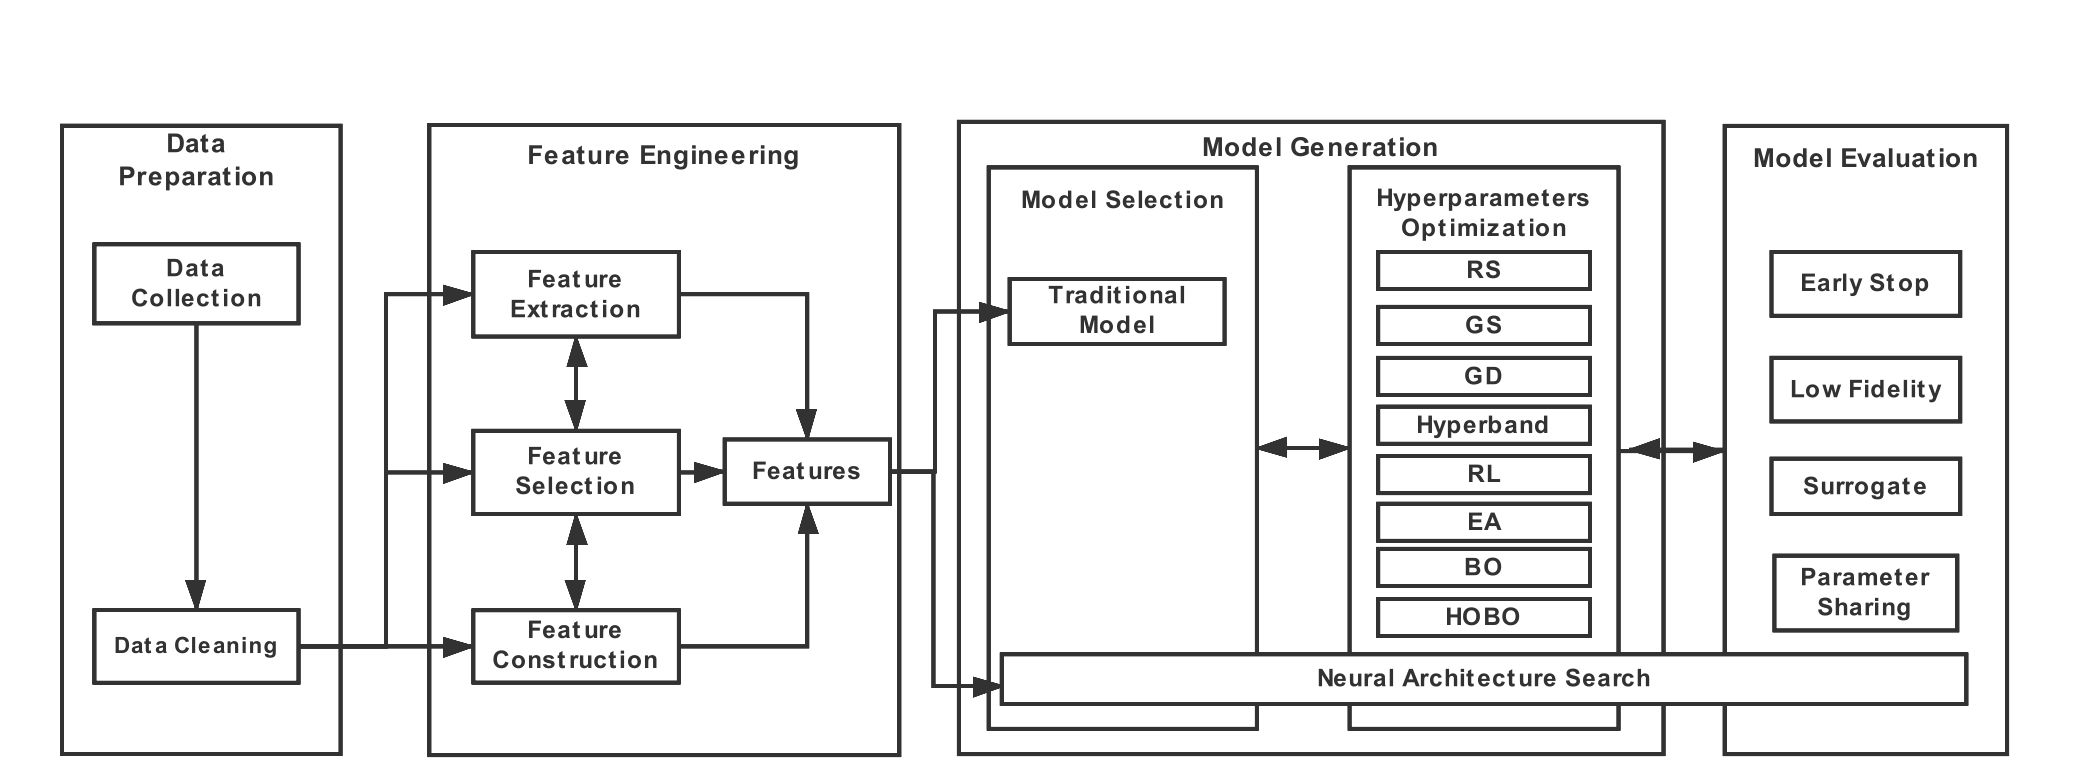 Data
Preparation
Data
Collection
Data Cleaning
Feature Engineering
Feature
Extraction
Feature
Selection
Feature
Construction
Features
Model Generation
Model Selection
Traditional
Model
Hyperparameters
Optimization
RS
GS
GD
Hyperband
RL
EA
BO
HOBO
Neural Architecture Search
Model Evaluation
Early Stop
Low Fidelity
Surrogate
Parameter
Sharing